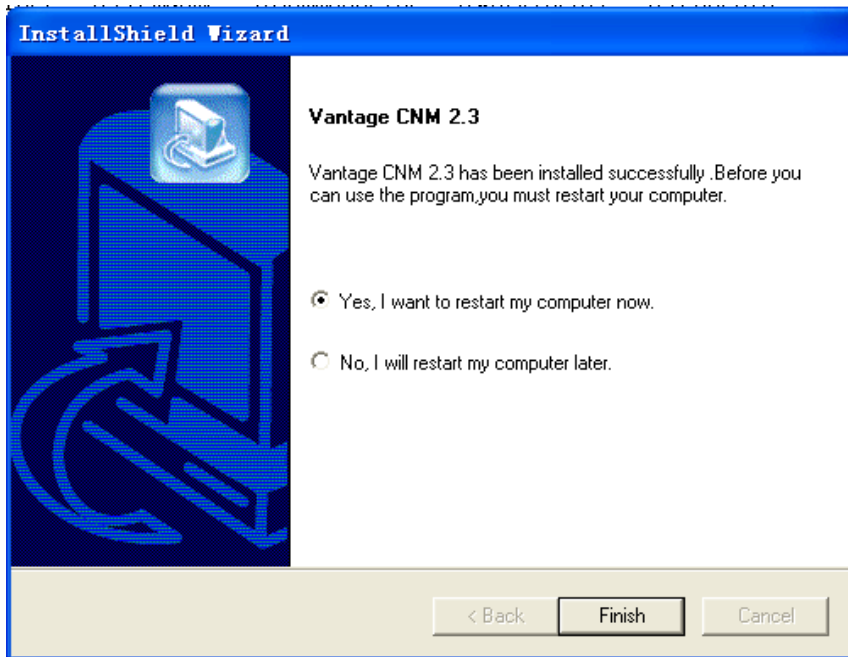 InstallShield Wizard
Vantage CNM 2.3
Vantage CNM 2.3 has been installed successfully .Before you
can use the program,you must restart your computer.
Yes, I want to restart my computer now.
No, I will restart my computer later.
< Back
Finish
Cancel